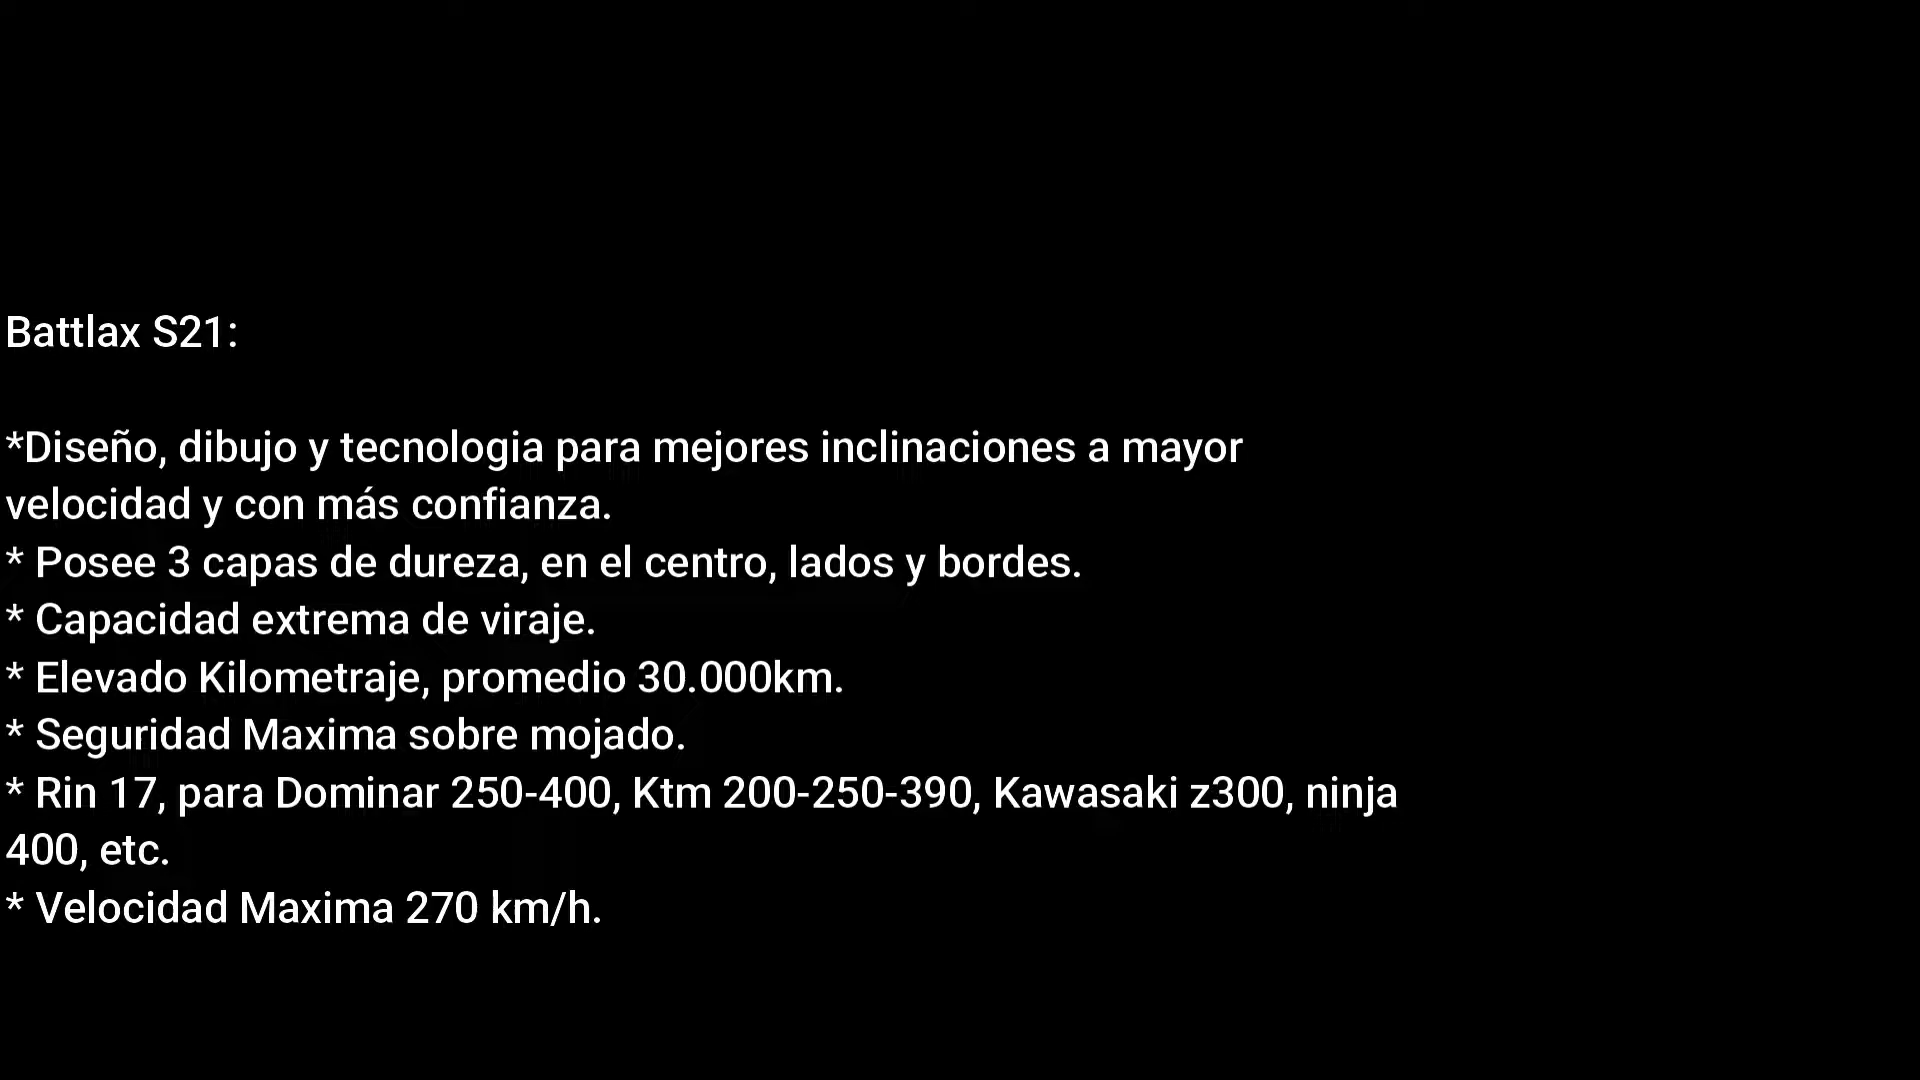 Battlax S21:
*Diseño, dibujo y tecnologia para mejores inclinaciones a mayor
velocidad y con más confianza.
* Posee 3 capas de dureza, en el centro, lados y bordes.
* Capacidad extrema de viraje.
* Elevado Kilometraje, promedio 30.000km.
* Seguridad Maxima sobre mojado.
* Rin 17, para Dominar 250-400, Ktm 200-250-390, Kawasaki z300, ninja
400, etc.
* Velocidad Maxima 270 km/h.